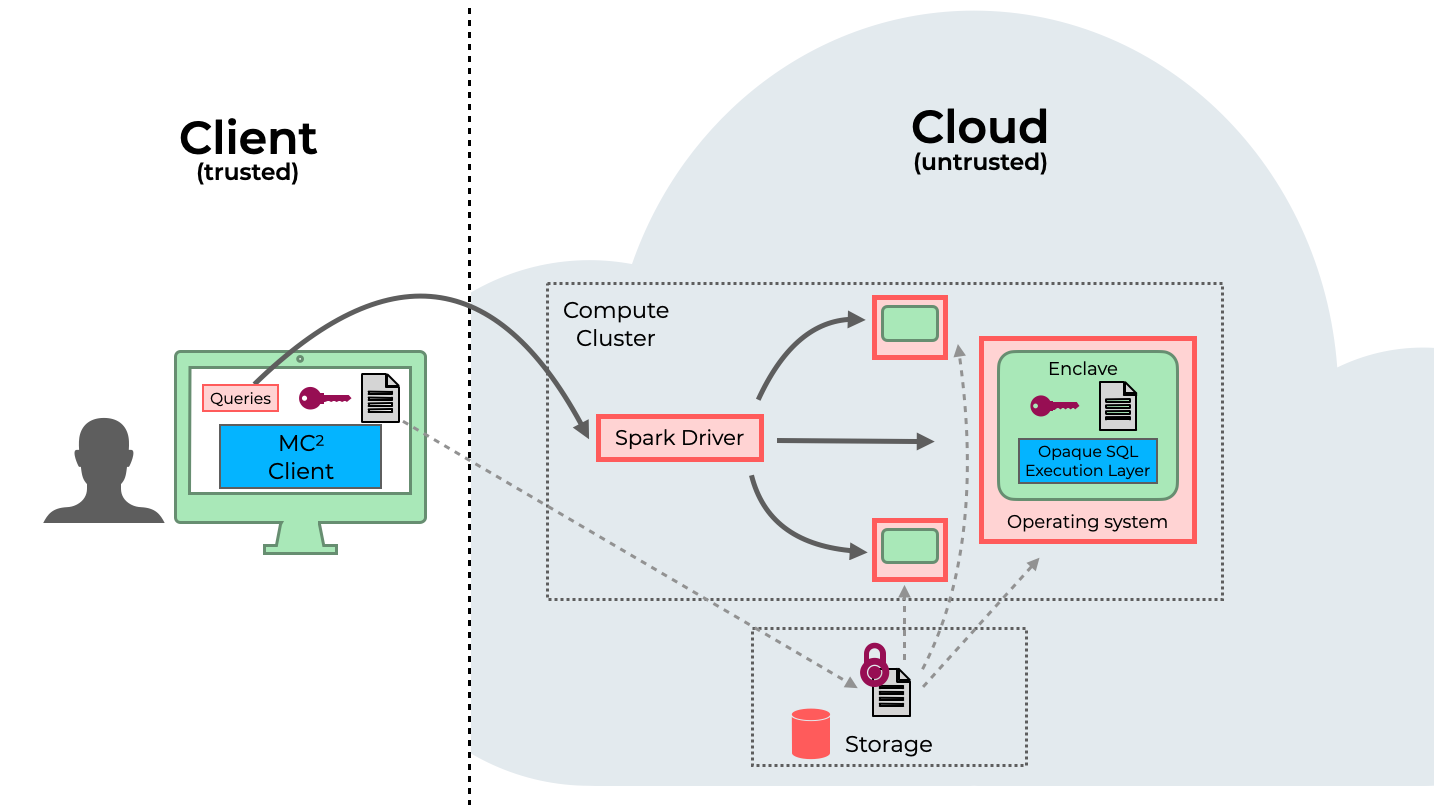 Client
(trusted)
Cloud
(untrusted)
Compute
Cluster
Queries
MC²
Client
Spark Driver
Enclave
Opaque SQL
Execution Layer
Operating system
Storage